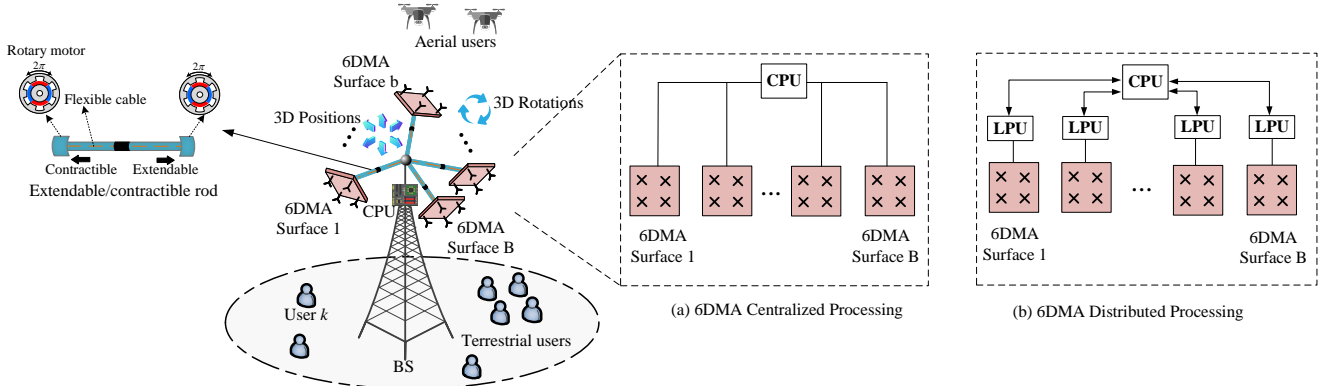 Rotary motor
2π
2π
Flexible cable
Contractible
Extendable
Extendable/contractible rod
Aerial users
6DMA
Surface b
3D Rotations
3D Positions
6DMA
Surface 1
CPU
6DMA
Surface B
User k
Terrestrial users
BS
CPU
6DMA
Surface 1
6DMA
Surface B
(a) 6DMA Centralized Processing
CPU
LPU
LPU
LPU
LPU
6DMA
Surface 1
6DMA
Surface B
(b) 6DMA Distributed Processing